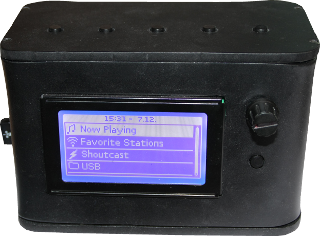 15:31 - 7.12.
Now Playing
Favorite Stations
Shoutcast
USB